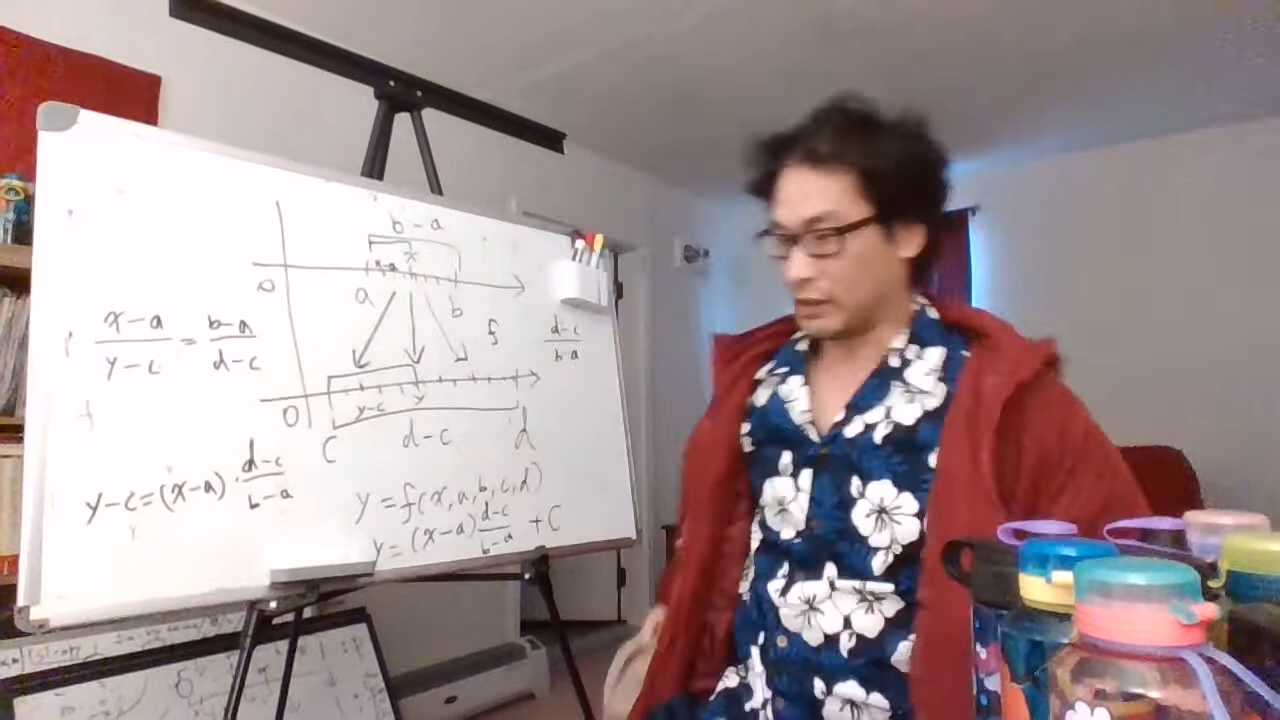 b-a
x-a
x
0
a
b
f
x-a / y-c = b-a / d-c
d-c / b-a
0
y-c
y
c
d-c
d
y-c=(x-a)·d-c / b-a
y=f(x,a,b,c,d)
y=(x-a)d-c / b-a +C